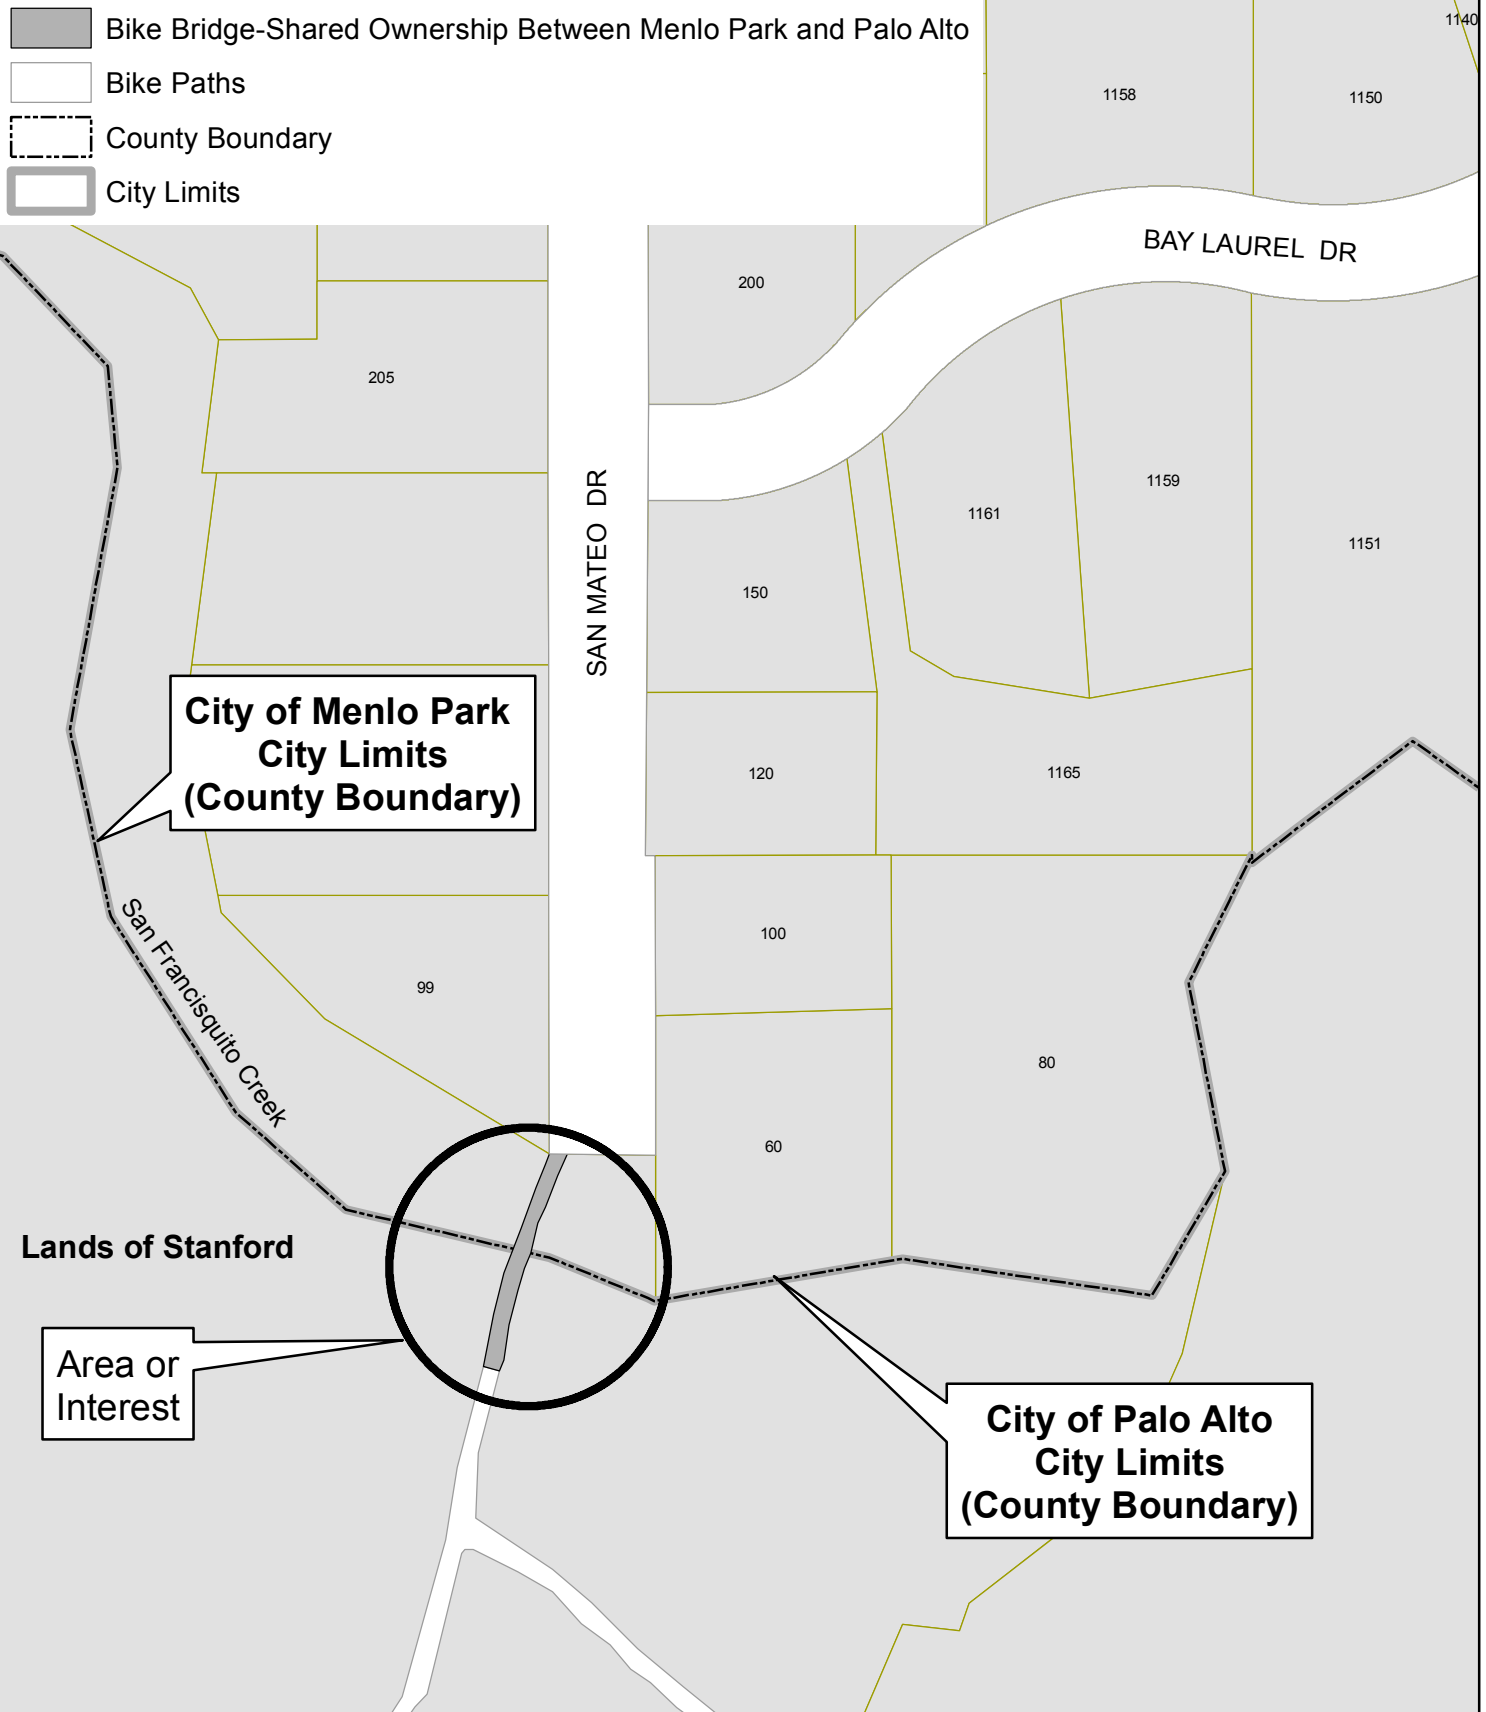 Bike Bridge-Shared Ownership Between Menlo Park and Palo Alto
Bike Paths
County Boundary
City Limits
1140
1158
1150
BAY LAUREL DR
200
205
SAN MATEO DR
1161
1159
1151
150
City of Menlo Park
City Limits
(County Boundary)
120
1165
San Francisquito Creek
100
99
80
60
Lands of Stanford
Area or
Interest
City of Palo Alto
City Limits
(County Boundary)